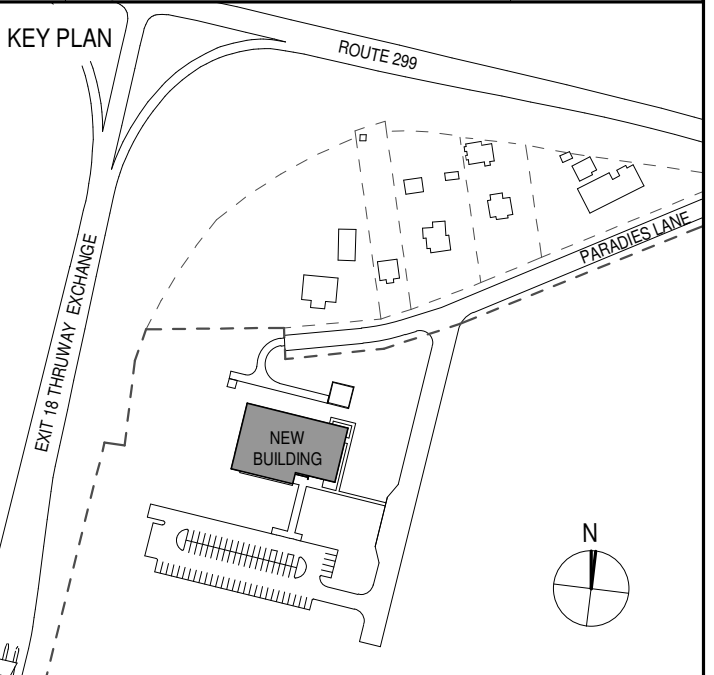 KEY PLAN
ROUTE 299
PARADIES LANE
EXIT 18 THRUWAY EXCHANGE
NEW
BUILDING
N